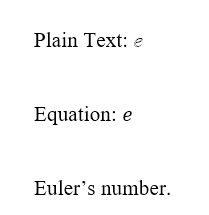 Plain Text: ℯ
Equation: 𝑒
Euler’s number.